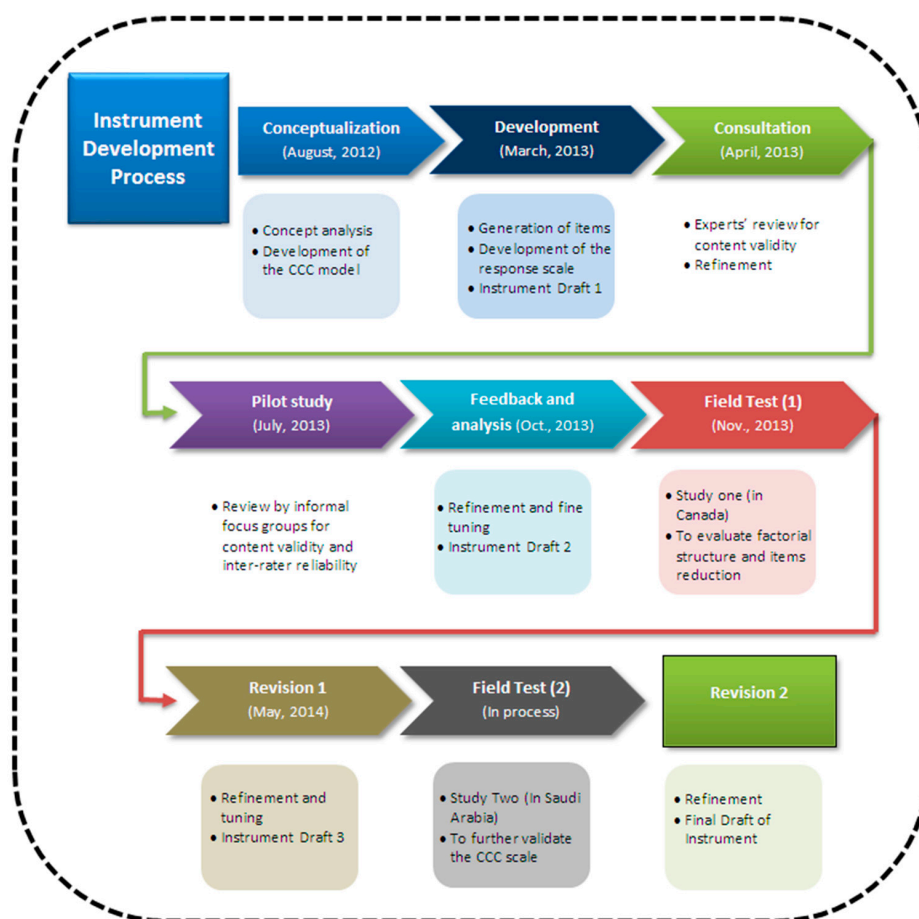 Instrument
Development
Process
Conceptualization
(August, 2012)
Development
(March, 2013)
Consultation
(April, 2013)
• Concept analysis
• Development of
the CCC model
• Generation of items
• Development of the
response scale
• Instrument Draft 1
• Experts' review for
content validity
• Refinement
Pilot study
(July, 2013)
Feedback and
analysis (Oct., 2013)
Field Test (1)
(Nov., 2013)
• Review by informal
focus groups for
content validity and
inter-rater reliability
• Refinement and fine
tuning
• Instrument Draft 2
• Study one (in
Canada)
• To evaluate factorial
structure and items
reduction
Revision 1
(May, 2014)
Field Test (2)
(In process)
Revision 2
• Refinement and
tuning
• Instrument Draft 3
• Study Two (In Saudi
Arabia)
• To further validate
the CCC scale
• Refinement
• Final Draft of
Instrument